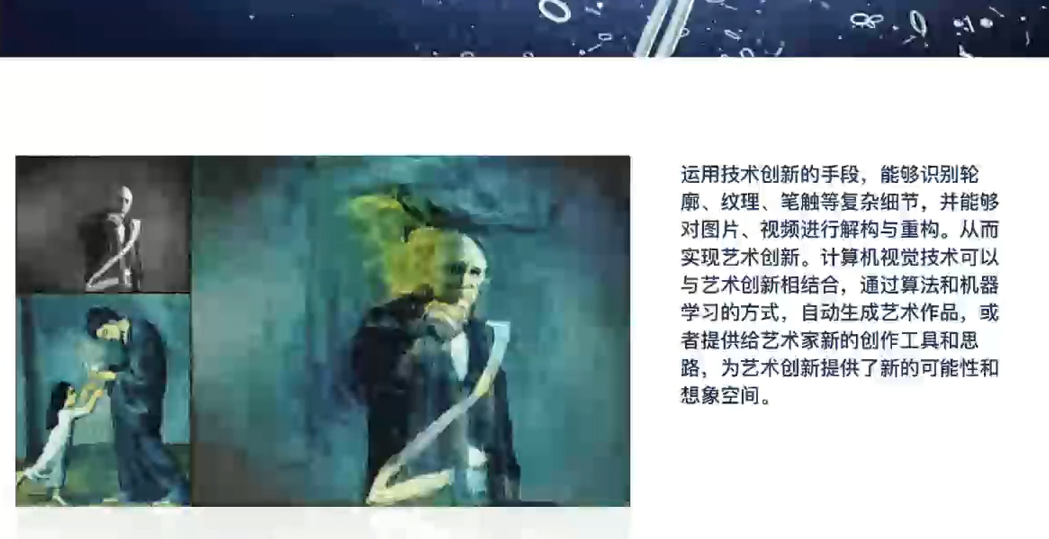 运用技术创新的手段，能够识别轮
廓、纹理、笔触等复杂细节，并能够
对图片、视频进行解构与重构。从而
实现艺术创新。计算机视觉技术可以
与艺术创新相结合，通过算法和机器
学习的方式，自动生成艺术作品，或
者提供给艺术家新的创作工具和思
路，为艺术创新提供了新的可能性和
想象空间。